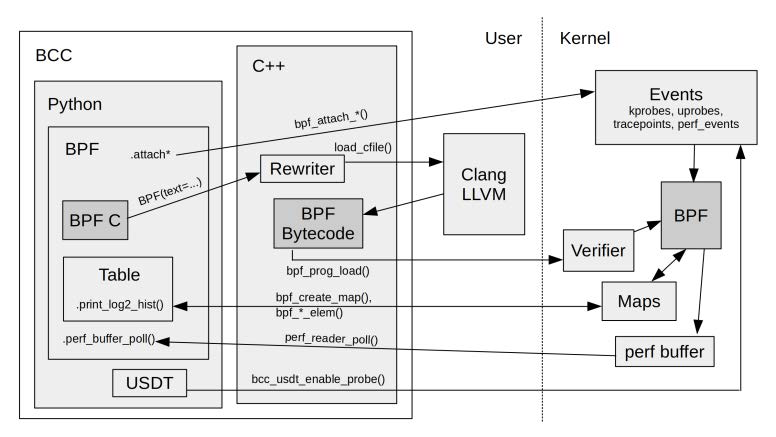 BCC
User
Kernel
C++
Python
Events
kprobes, uprobes,
tracepoints, perf_events
BPF
.attach*
bpf_attach_*()
load_cfile()
Rewriter
Clang
LLVM
BPF(text=...)
BPF C
BPF
Bytecode
BPF
Verifier
bpf_prog_load()
Table
.print_log2_hist()
bpf_create_map(),
bpf_*_elem()
Maps
.perf_buffer_poll()
perf_reader_poll()
perf buffer
USDT
bcc_usdt_enable_probe()